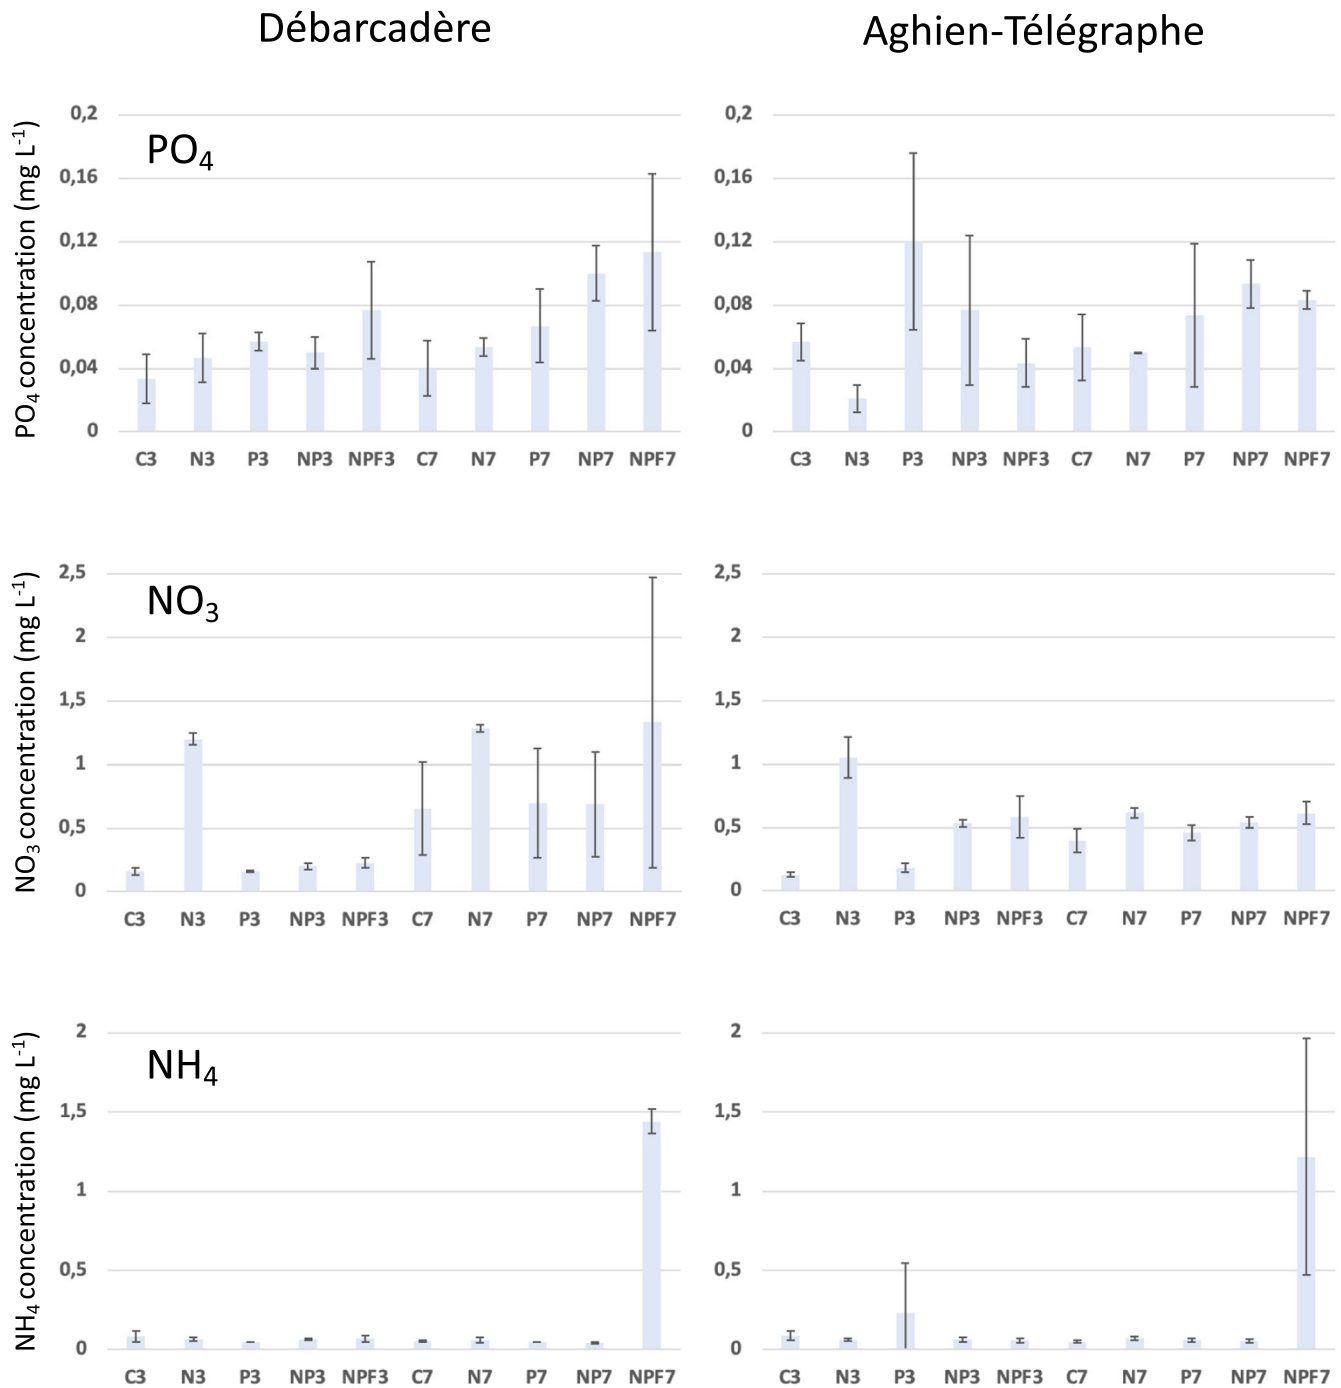 Débarcadère
Aghien-Télégraphe
PO4 concentration (mg L-1)
PO4
0,2
0,16
0,12
0,08
0,04
0
C3 N3 P3 NP3 NPF3 C7 N7 P7 NP7 NPF7
0,2
0,16
0,12
0,08
0,04
0
C3 N3 P3 NP3 NPF3 C7 N7 P7 NP7 NPF7
NO3 concentration (mg L-1)
NO3
2,5
2
1,5
1
0,5
0
C3 N3 P3 NP3 NPF3 C7 N7 P7 NP7 NPF7
2,5
2
1,5
1
0,5
0
C3 N3 P3 NP3 NPF3 C7 N7 P7 NP7 NPF7
NH4 concentration (mg L-1)
NH4
2
1,5
1
0,5
0
C3 N3 P3 NP3 NPF3 C7 N7 P7 NP7 NPF7
2
1,5
1
0,5
0
C3 N3 P3 NP3 NPF3 C7 N7 P7 NP7 NPF7